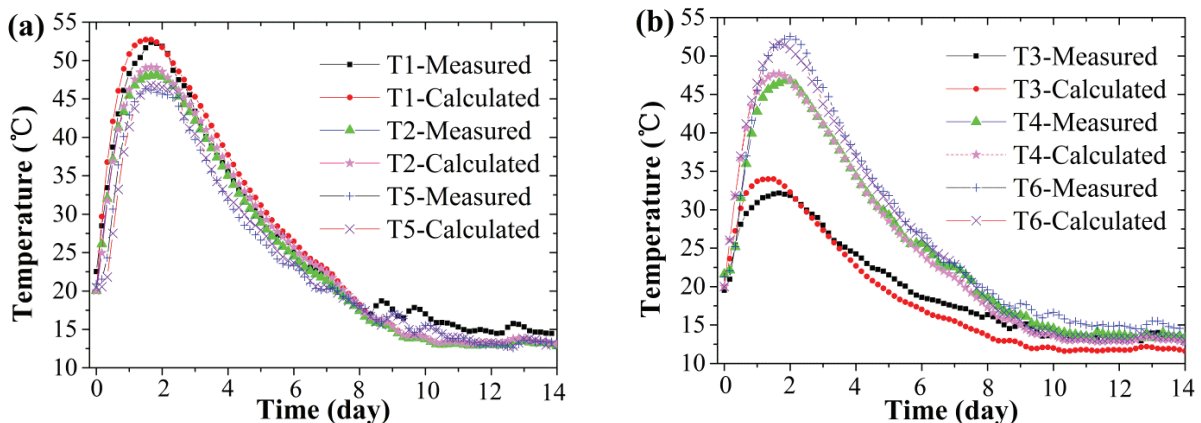 (a)
55
50
45
40
35
30
25
20
15
10
Temperature (℃)
T1-Measured
T1-Calculated
T2-Measured
T2-Calculated
T5-Measured
T5-Calculated
0 2 4 6 8 10 12 14
Time (day)
(b)
55
50
45
40
35
30
25
20
15
10
Temperature (℃)
T3-Measured
T3-Calculated
T4-Measured
T4-Calculated
T6-Measured
T6-Calculated
0 2 4 6 8 10 12 14
Time (day)